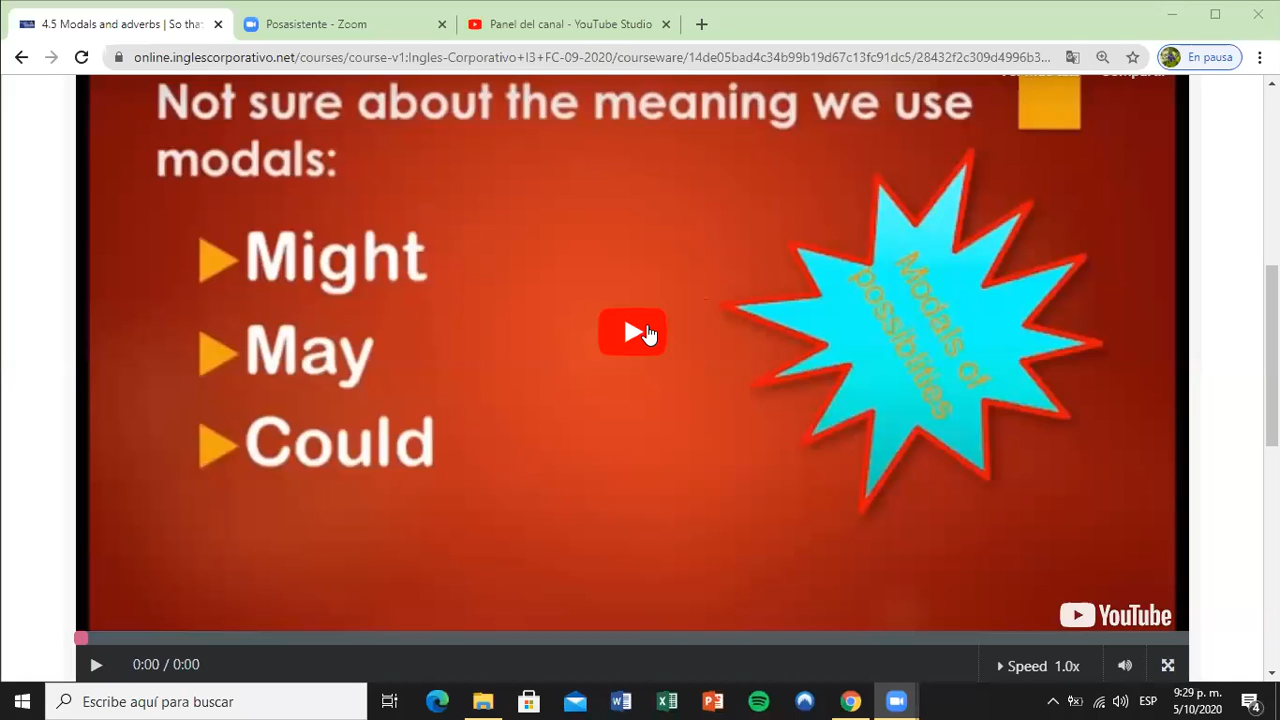 4.5 Modals and adverbs | So tha
Posasistente - Zoom
Panel del canal - YouTube Studio
online.inglescorporativo.net/courses/course-v1:Ingles-Corporativo+I3+FC-09-2020/courseware/14de05bad4c34b99b19d67c13fc91dc5/28432f2c309d4996b3...
En pausa
Not sure about the meaning we use
modals:
Might
May
Could
Modals of
possibilities
YouTube
0:00 / 0:00
Speed 1.0x
Escribe aquí para buscar
ESP
9:29 p. m.
5/10/2020
4